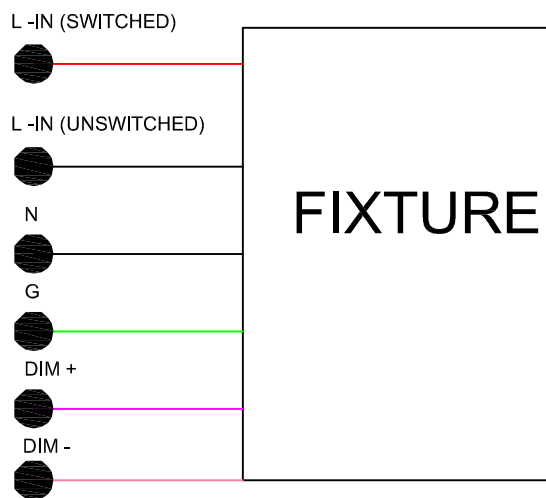 L -IN (SWITCHED)
L -IN (UNSWITCHED)
N
G
DIM +
DIM -
FIXTURE